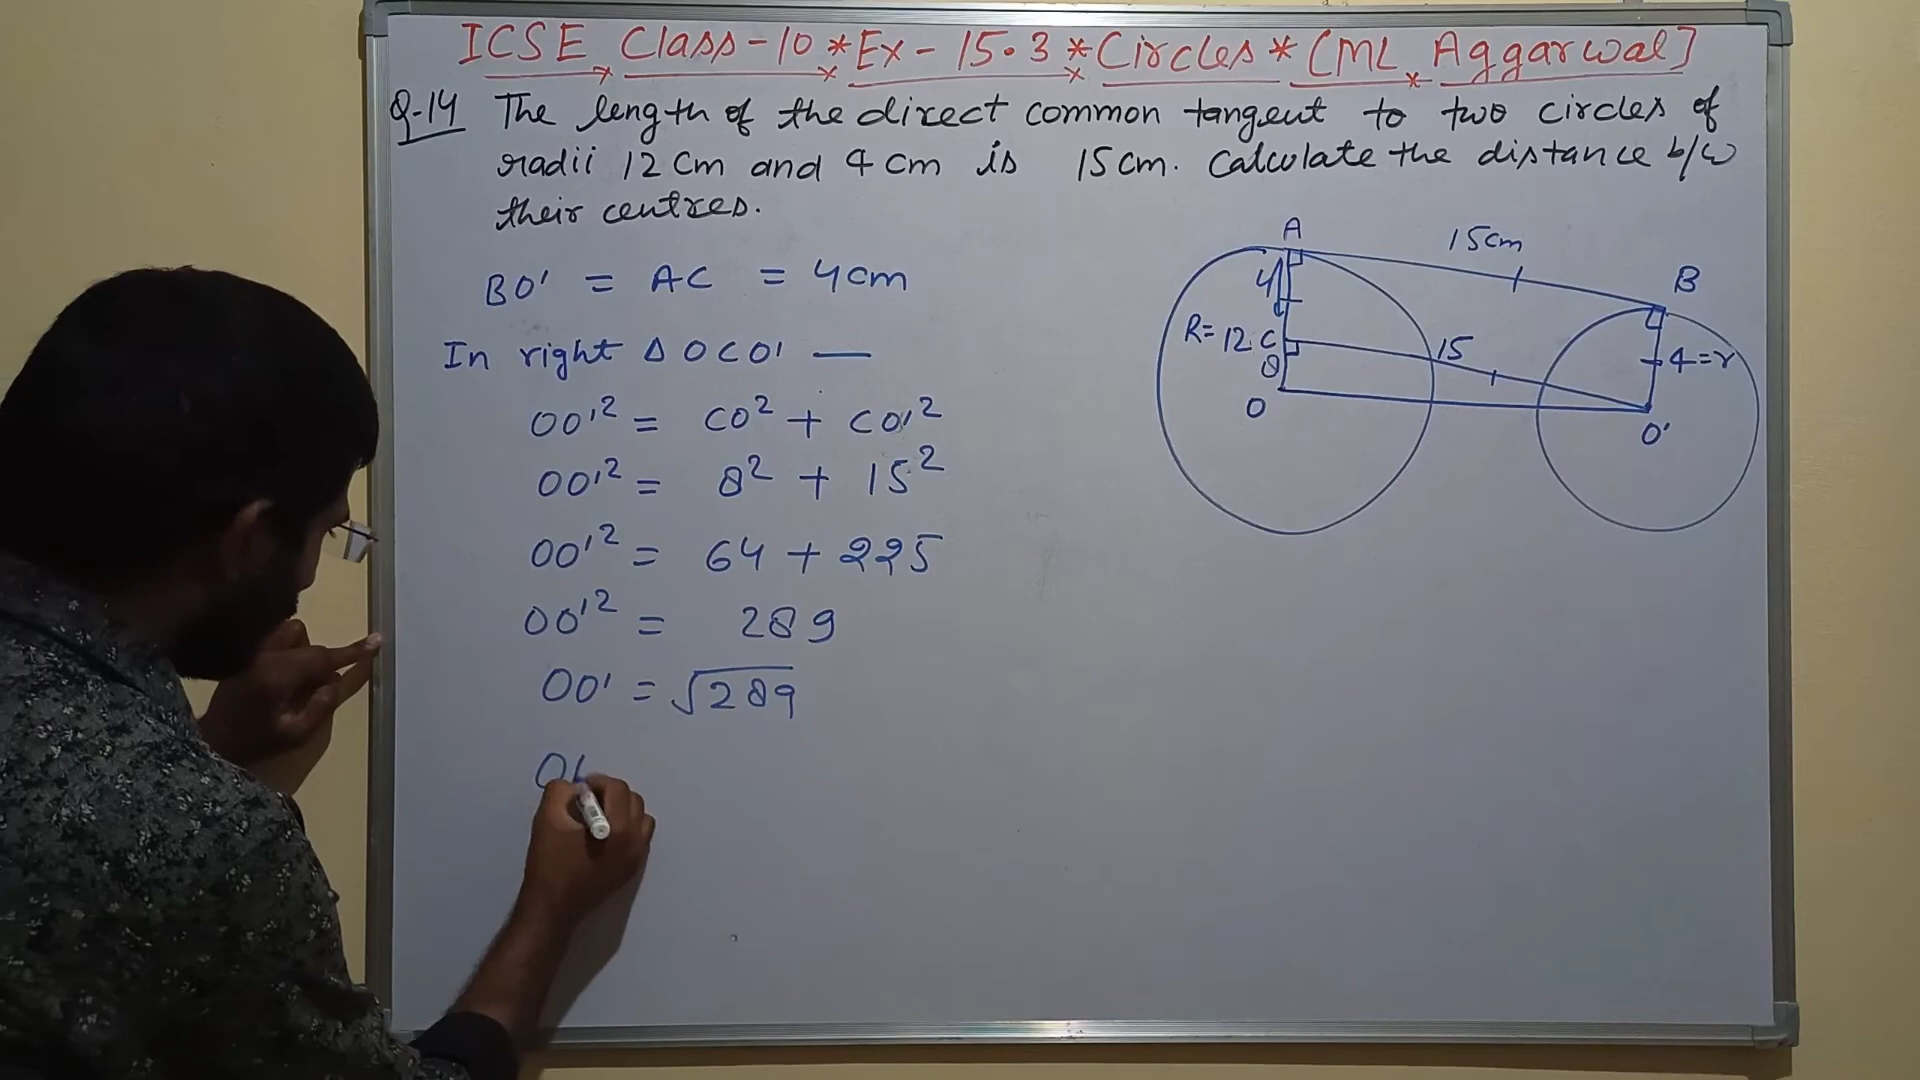 ICSE Class-10 * Ex-15.3 * Circles * [ML Aggarwal]
Q-14 The length of the direct common tangent to two circles of
radii 12 cm and 4 cm is 15 cm. Calculate the distance b/w
their centres.
BO' = AC = 4cm
In right Δ OCO' —
OO'² = CO² + CO'²
OO'² = 8² + 15²
OO'² = 64 + 225
OO'² = 289
OO' = √289
OO
A
15cm
B
4
R=12
C
15
4=r
8
O
O'